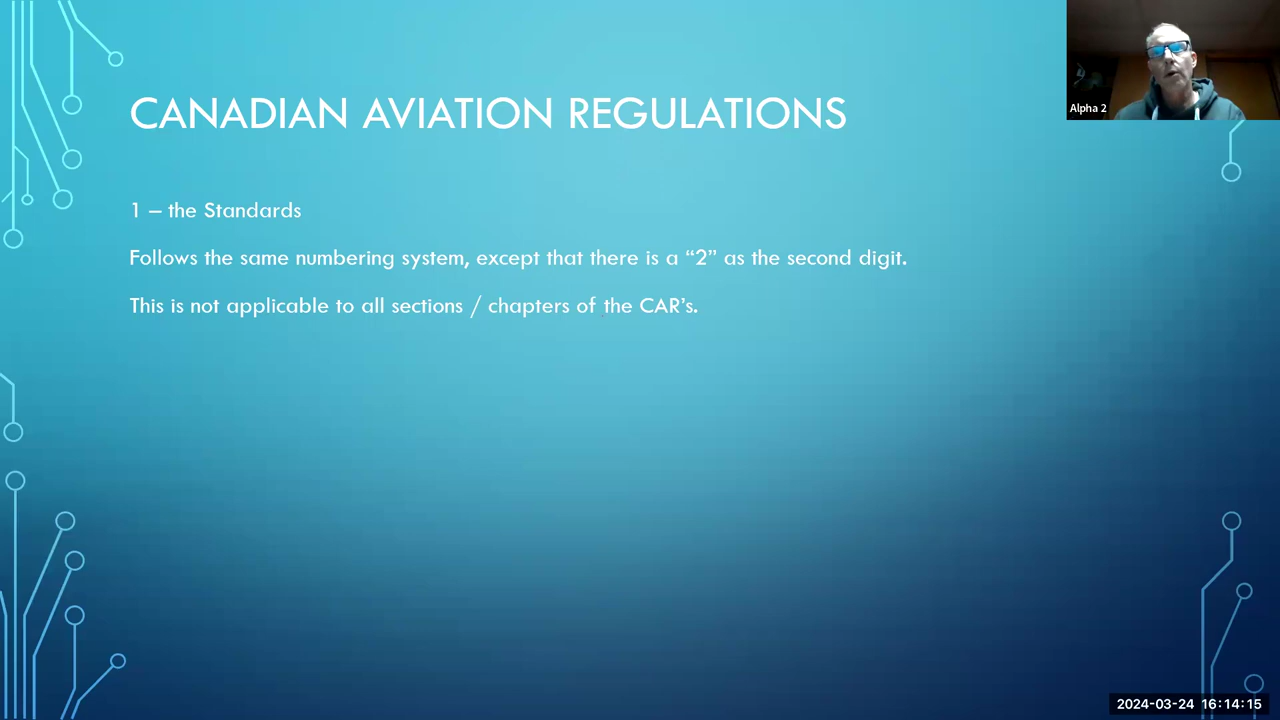 CANADIAN AVIATION REGULATIONS
Alpha 2
1 – the Standards
Follows the same numbering system, except that there is a “2” as the second digit.
This is not applicable to all sections / chapters of the CAR’s.
2024-03-24 16:14:15